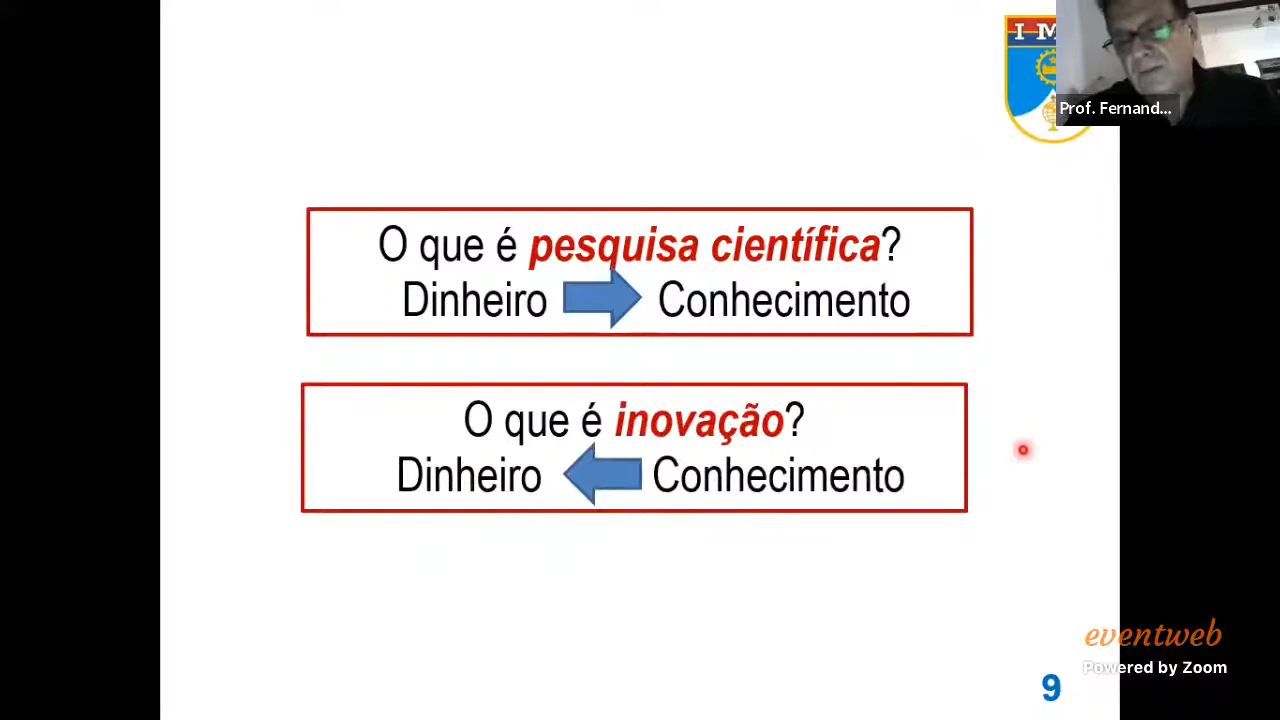 I M
Prof. Fernand...
O que é pesquisa científica?
Dinheiro Conhecimento
O que é inovação?
Dinheiro Conhecimento
eventweb
Powered by Zoom
9